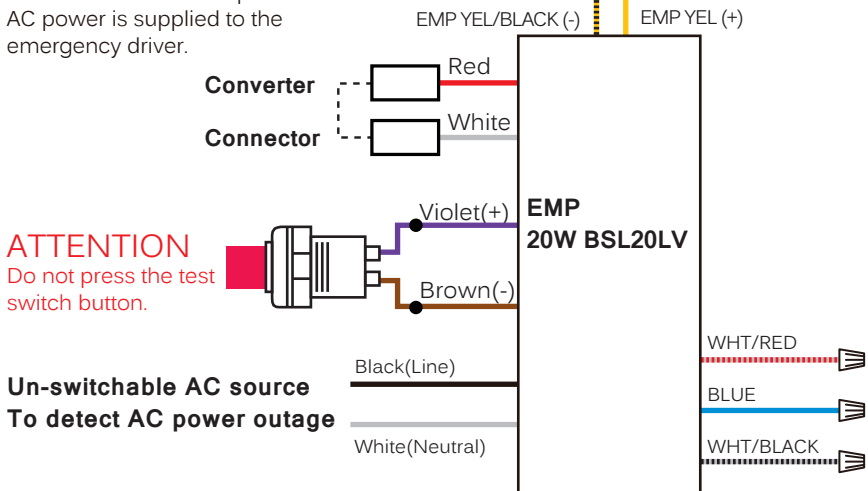 AC power is supplied to the
emergency driver.
EMP YEL/BLACK (-)
EMP YEL (+)
Converter
Red
Connector
White
ATTENTION
Do not press the test
switch button.
Violet(+)
Brown(-)
EMP
20W BSL20LV
Un-switchable AC source
To detect AC power outage
Black(Line)
White(Neutral)
WHT/RED
BLUE
WHT/BLACK